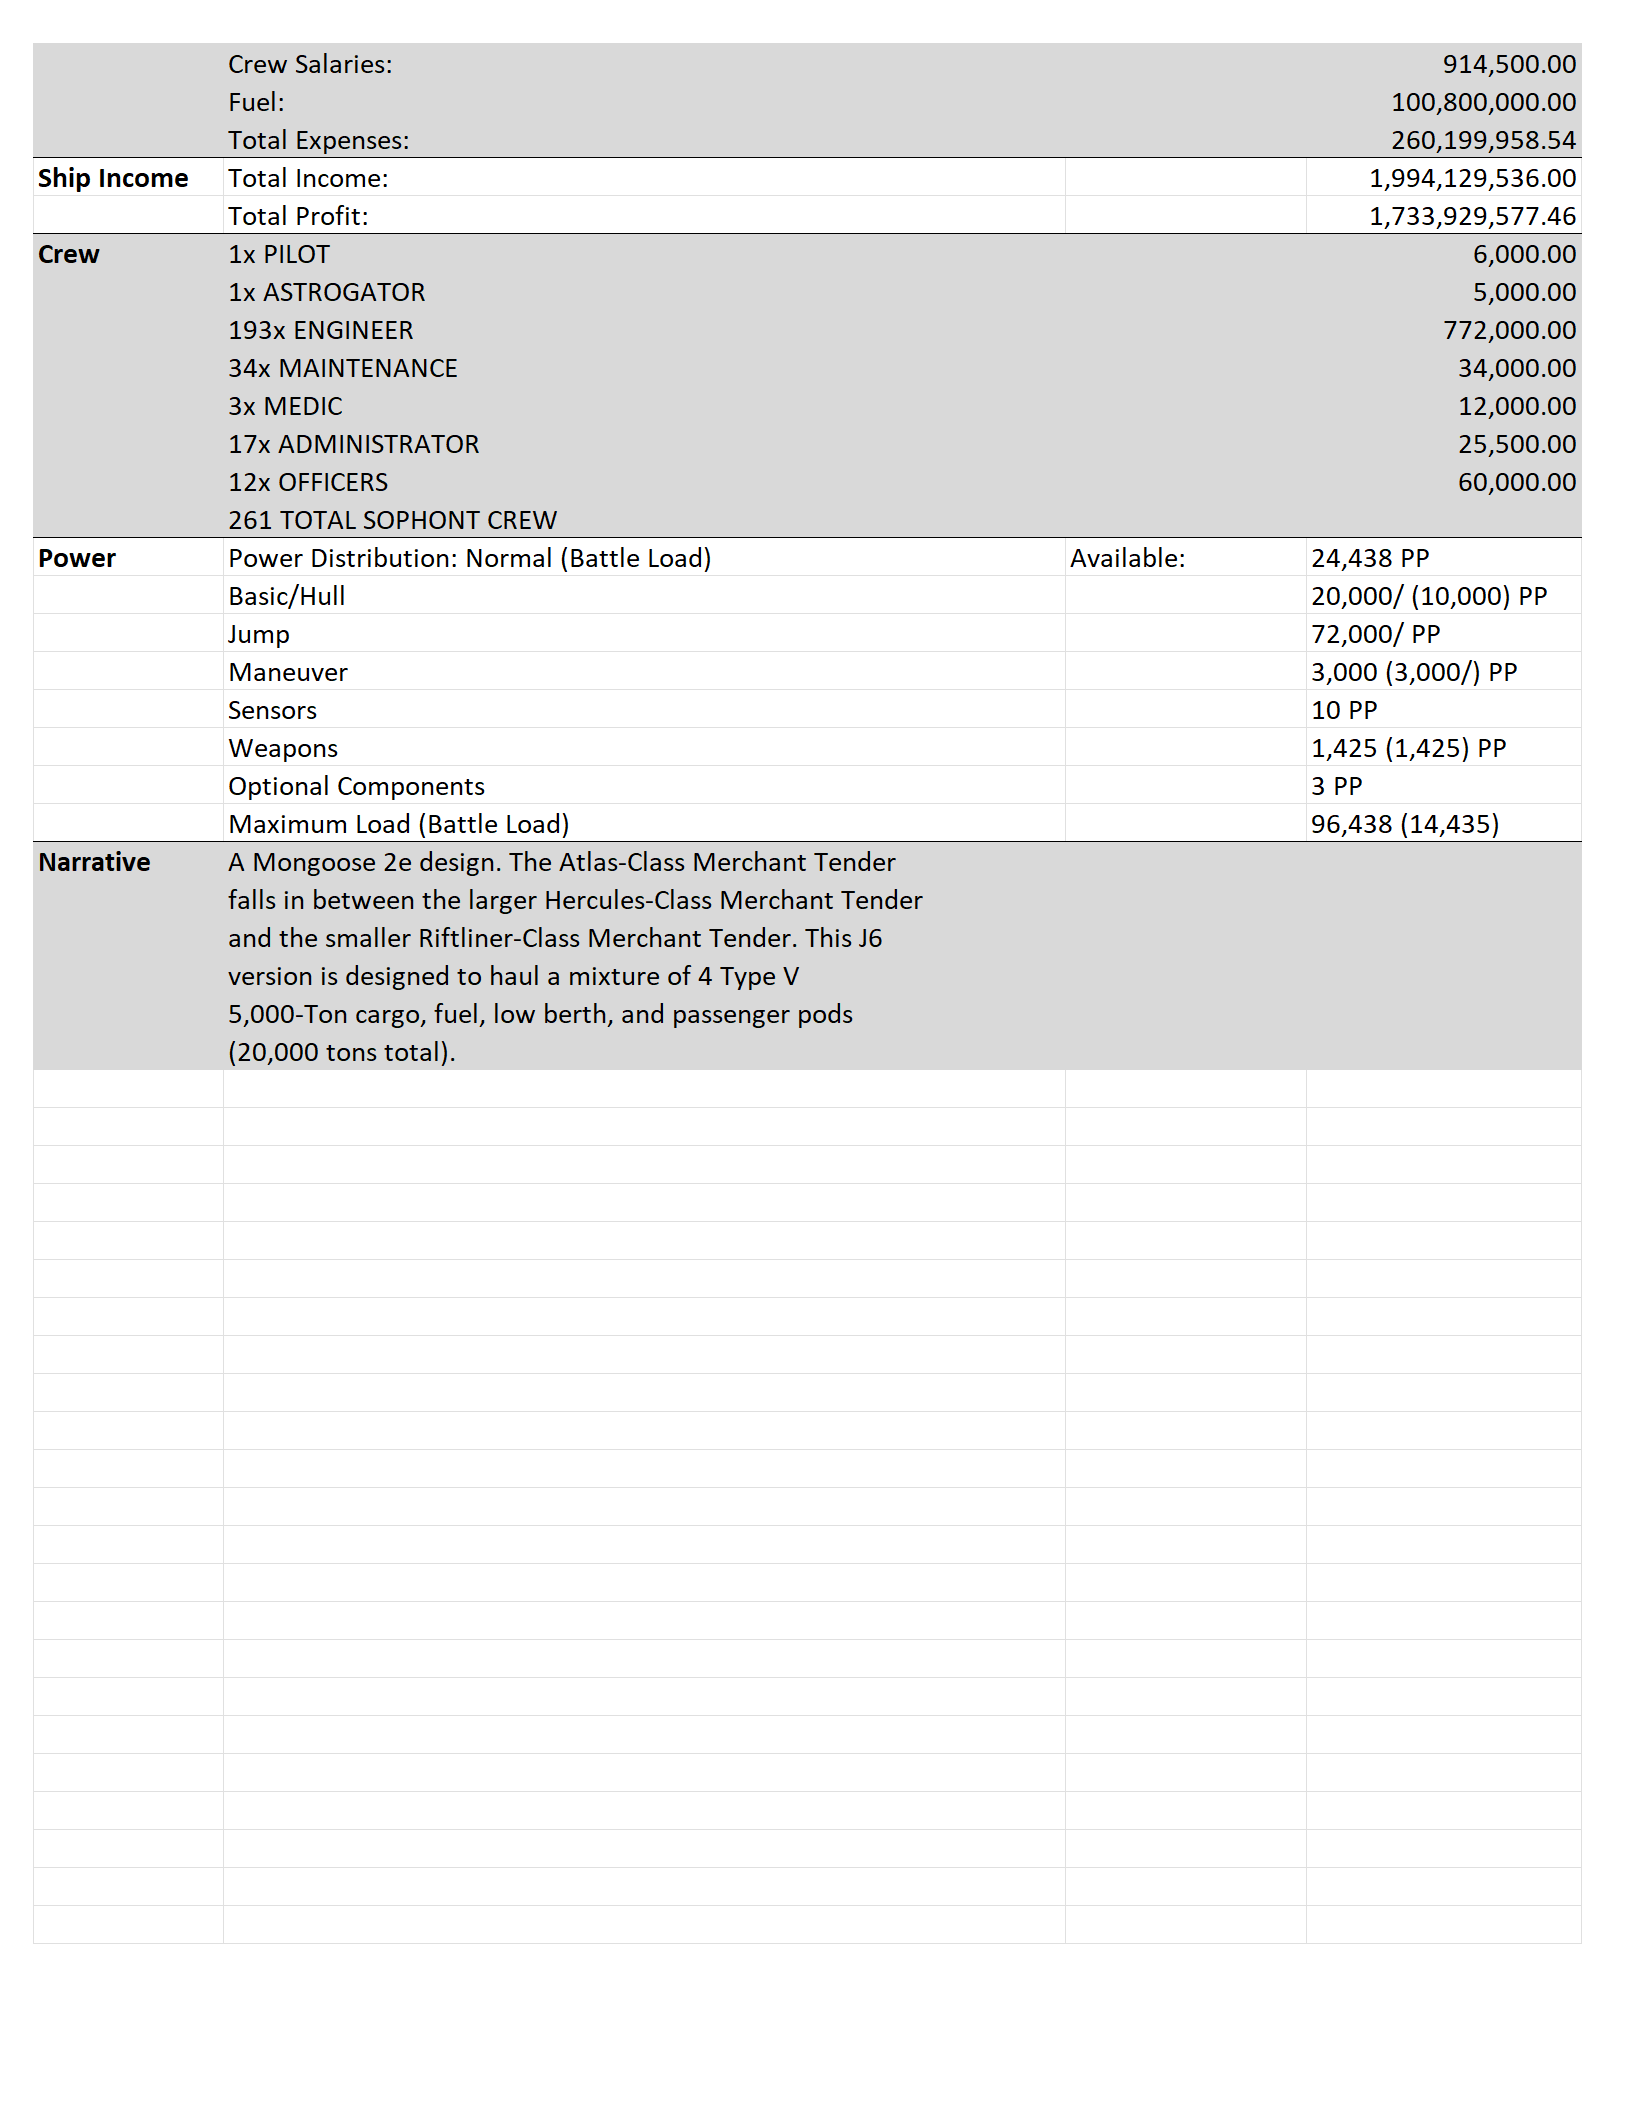 Crew Salaries: 914,500.00
Fuel: 100,800,000.00
Total Expenses: 260,199,958.54
Ship Income Total Income: 1,994,129,536.00
Total Profit: 1,733,929,577.46
Crew 1x PILOT 6,000.00
1x ASTROGATOR 5,000.00
193x ENGINEER 772,000.00
34x MAINTENANCE 34,000.00
3x MEDIC 12,000.00
17x ADMINISTRATOR 25,500.00
12x OFFICERS 60,000.00
261 TOTAL SOPHONT CREW
Power Power Distribution: Normal (Battle Load) Available: 24,438 PP
Basic/Hull 20,000/ (10,000) PP
Jump 72,000/ PP
Maneuver 3,000 (3,000/) PP
Sensors 10 PP
Weapons 1,425 (1,425) PP
Optional Components 3 PP
Maximum Load (Battle Load) 96,438 (14,435)
Narrative A Mongoose 2e design. The Atlas-Class Merchant Tender
falls in between the larger Hercules-Class Merchant Tender
and the smaller Riftliner-Class Merchant Tender. This J6
version is designed to haul a mixture of 4 Type V
5,000-Ton cargo, fuel, low berth, and passenger pods
(20,000 tons total).